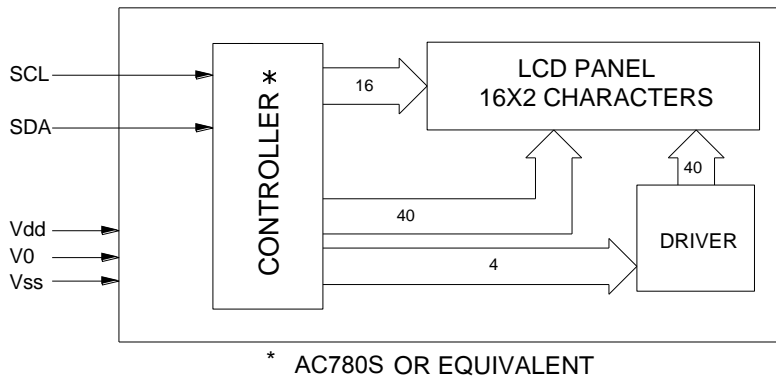 SCL
SDA
Vdd
V0
Vss
CONTROLLER *
16
40
4
LCD PANEL
16X2 CHARACTERS
40
DRIVER
* AC780S OR EQUIVALENT